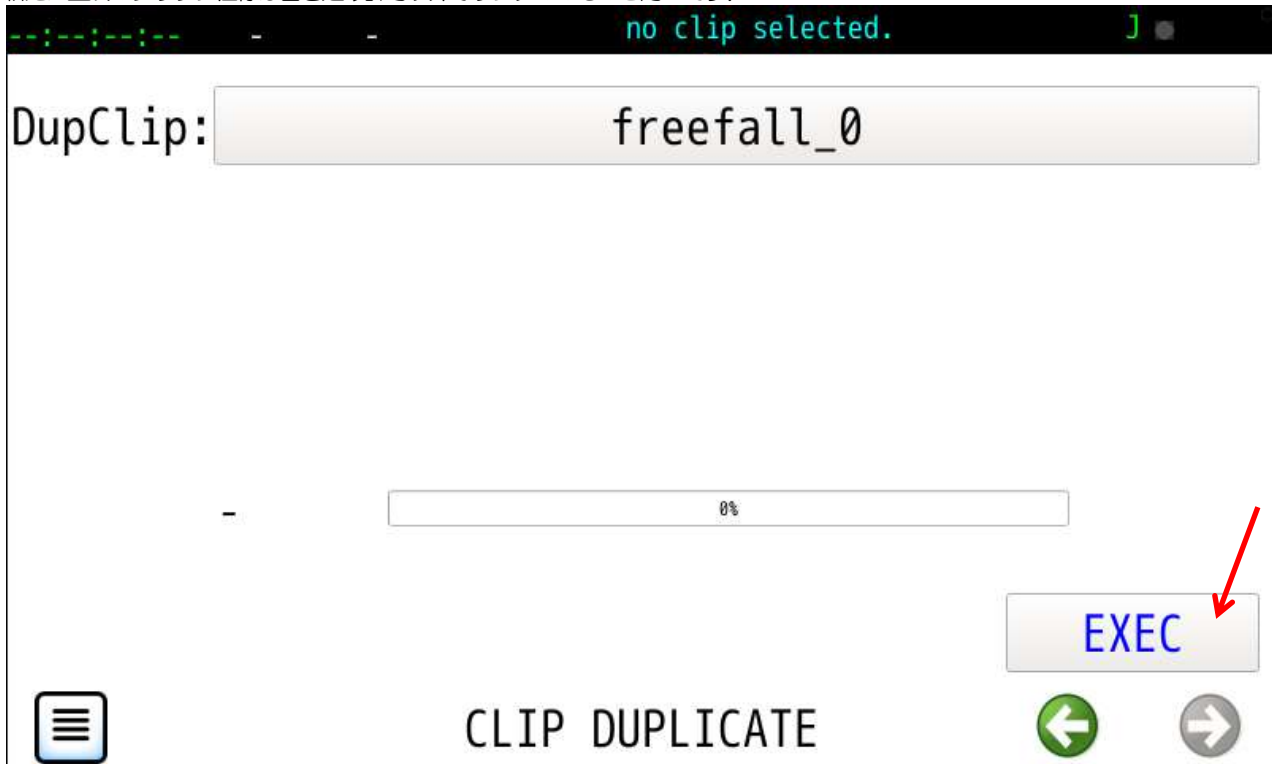 --:--:--:-- - - no clip selected. J
DupClip: freefall_0
- 0%
EXEC
CLIP DUPLICATE